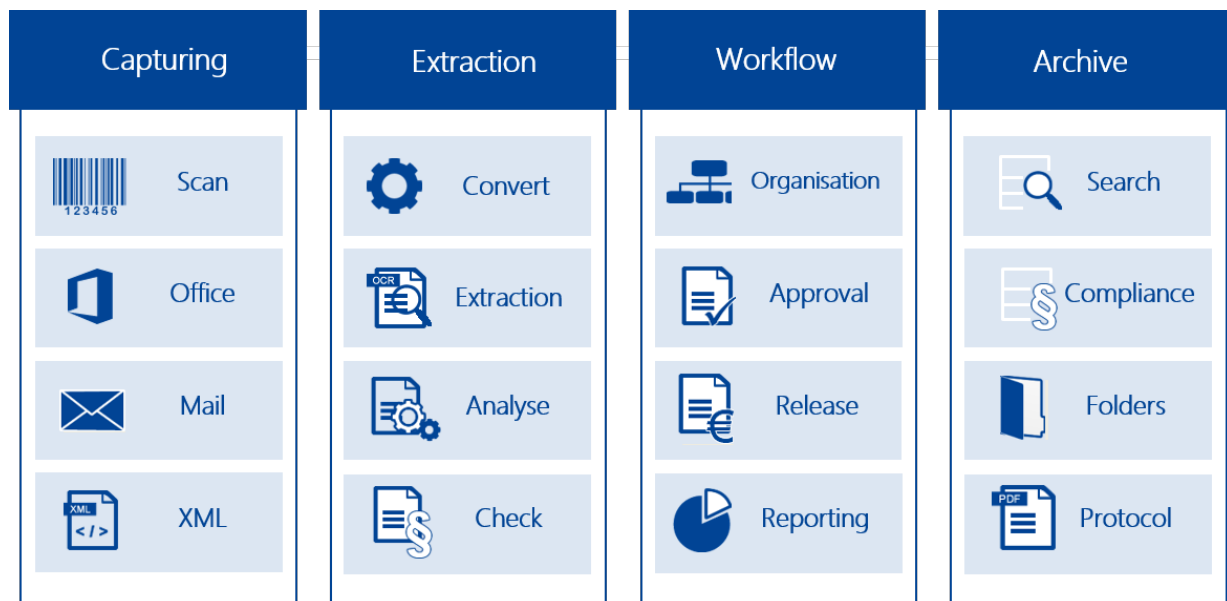 Capturing
Extraction
Workflow
Archive
123456
Scan
Convert
Organisation
Search
Office
OCR
Extraction
Approval
§
Compliance
Mail
Analyse
€
Release
Folders
XML
</>
XML
§
Check
Reporting
PDF
Protocol